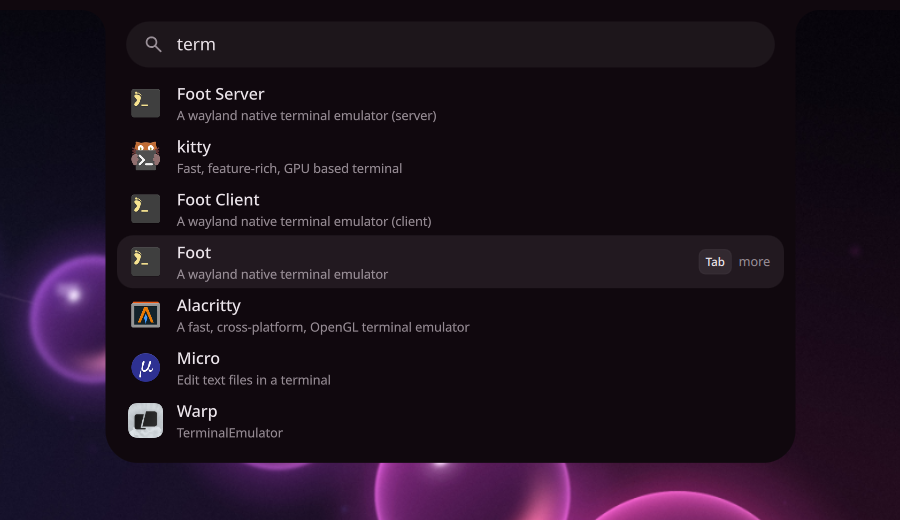 term
Foot Server
A wayland native terminal emulator (server)
kitty
Fast, feature-rich, GPU based terminal
Foot Client
A wayland native terminal emulator (client)
Foot
A wayland native terminal emulator
Tab more
Alacritty
A fast, cross-platform, OpenGL terminal emulator
Micro
Edit text files in a terminal
Warp
TerminalEmulator